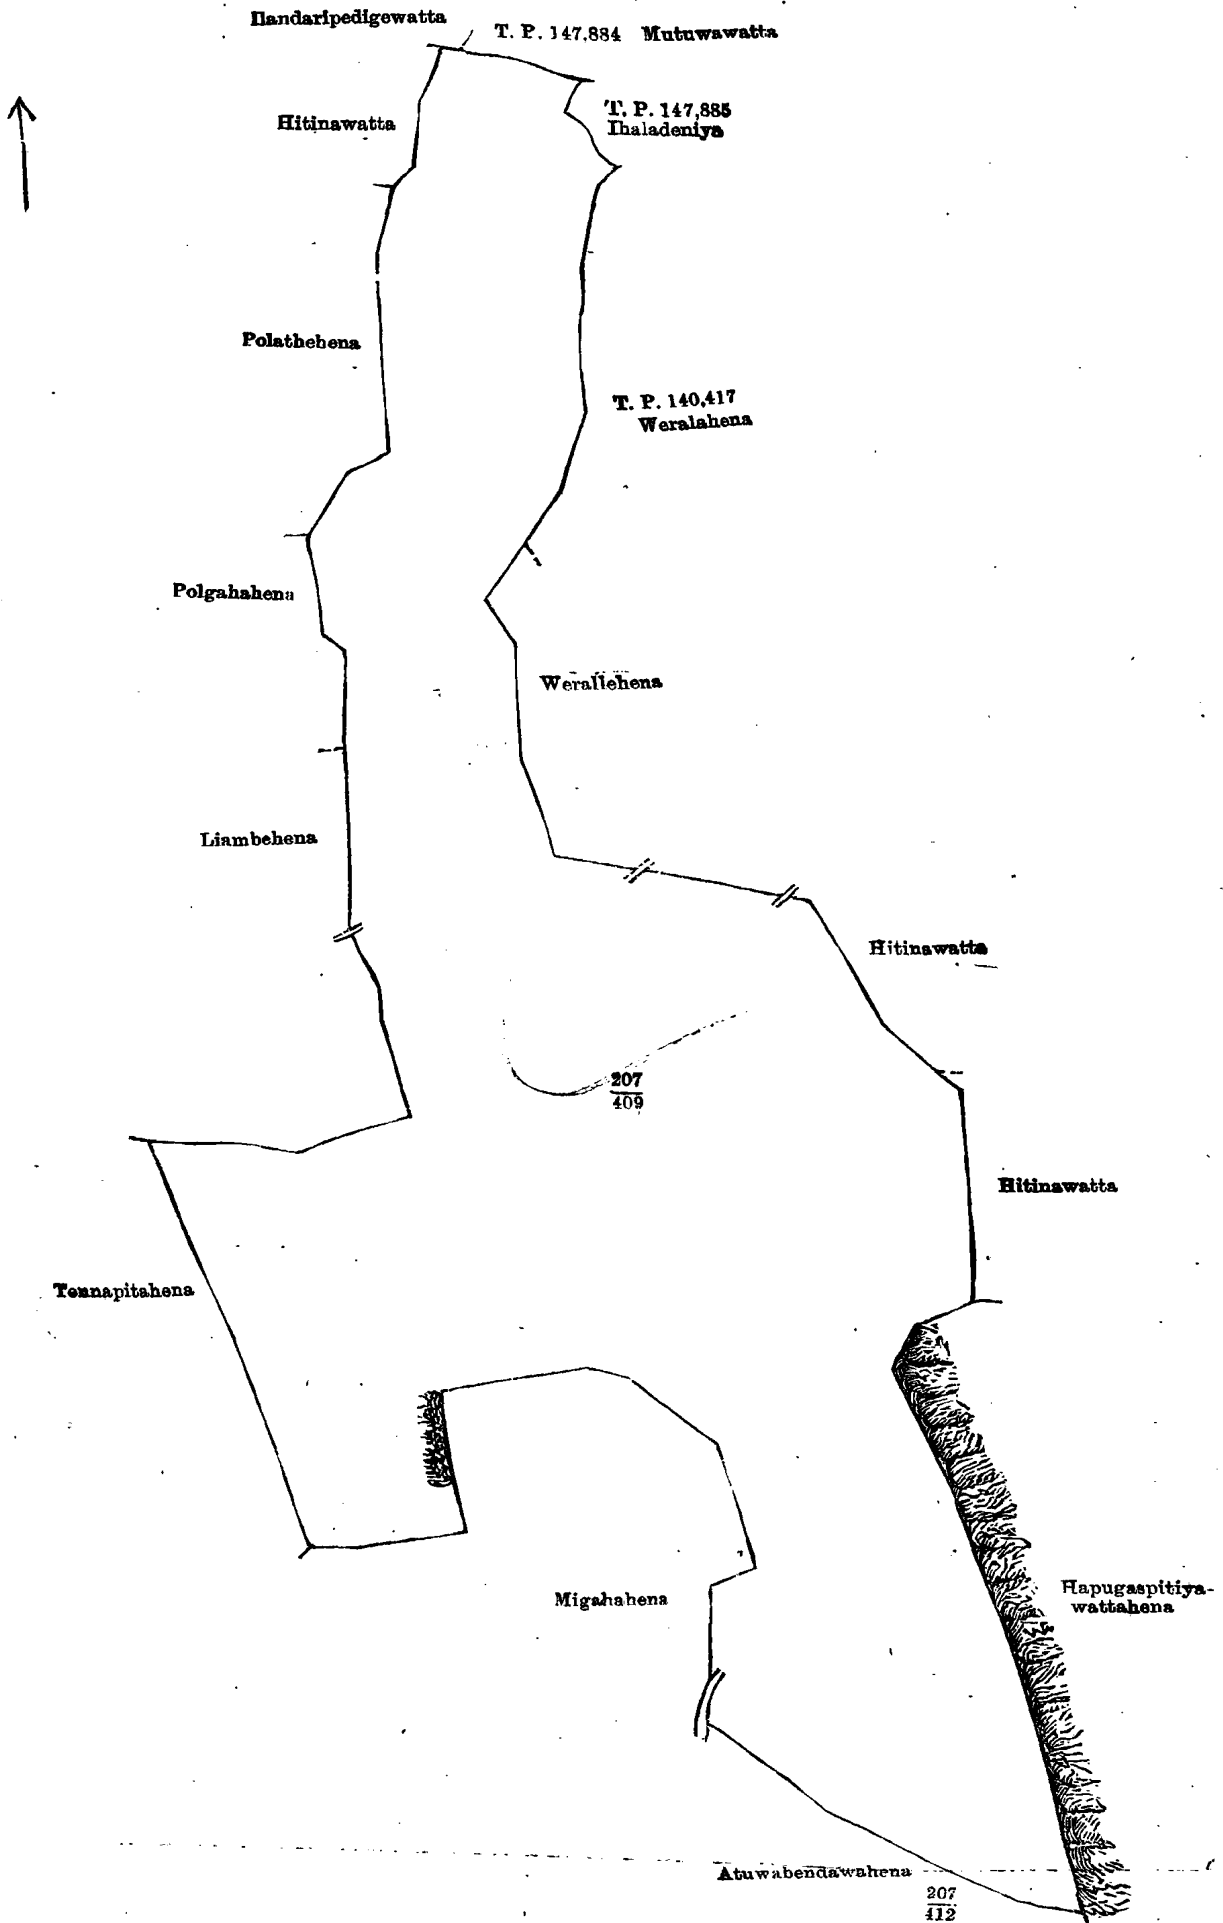 Ilandaripedigewatta
T. P. 147,884 Mutuwawatta
T. P. 147,885
Ihaladeniya
Hitinawatta
Polathehena
T. P. 140,417
Weralahena
Polgahahena
Werallehena
Liambehena
Hitinawatta
207
409
Hitinawatta
Tennapitahena
Migahahena
Hapugaspitiya-
wattahena
Atuwabendawahena
207
412